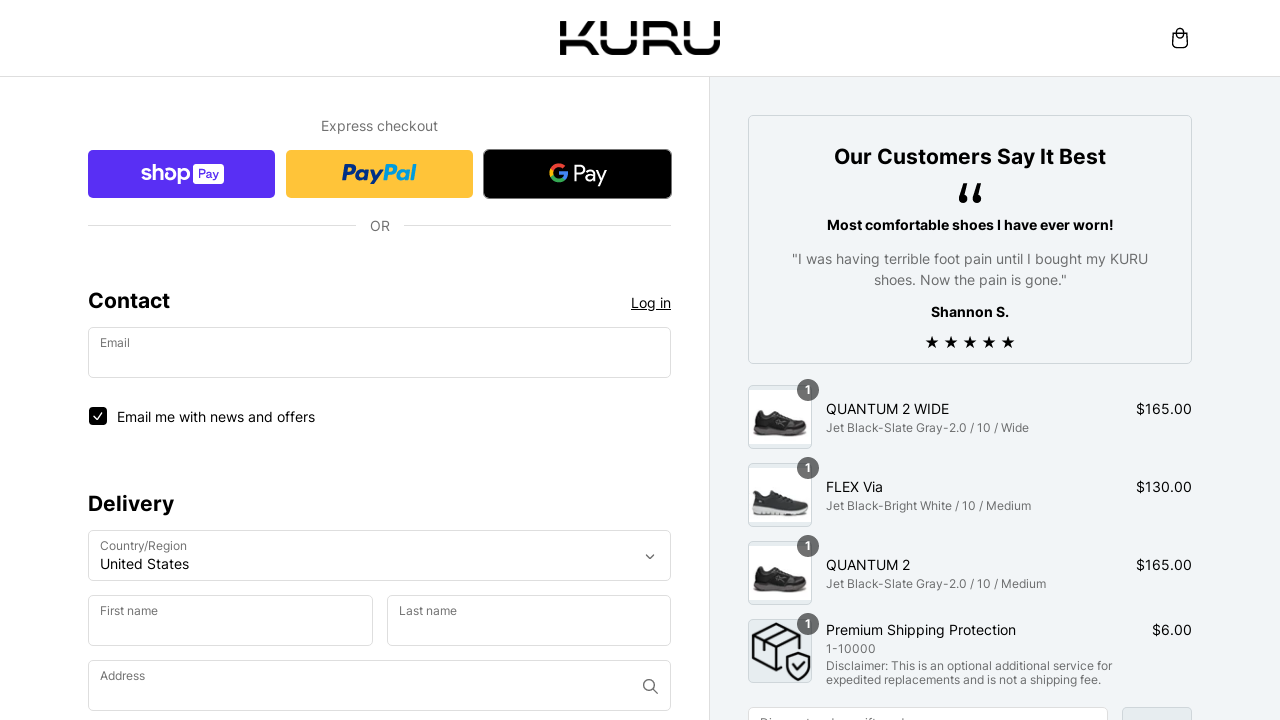 KURU
Express checkout
shop Pay
PayPal
G Pay
OR
Contact
Log in
Email
Email me with news and offers
Delivery
Country/Region
United States
First name
Last name
Address
Our Customers Say It Best
“
Most comfortable shoes I have ever worn!
"I was having terrible foot pain until I bought my KURU
shoes. Now the pain is gone."
Shannon S.
★ ★ ★ ★ ★
1
QUANTUM 2 WIDE
$165.00
Jet Black-Slate Gray-2.0 / 10 / Wide
1
FLEX Via
$130.00
Jet Black-Bright White / 10 / Medium
1
QUANTUM 2
$165.00
Jet Black-Slate Gray-2.0 / 10 / Medium
1
Premium Shipping Protection
$6.00
1-10000
Disclaimer: This is an optional additional service for
expedited replacements and is not a shipping fee.